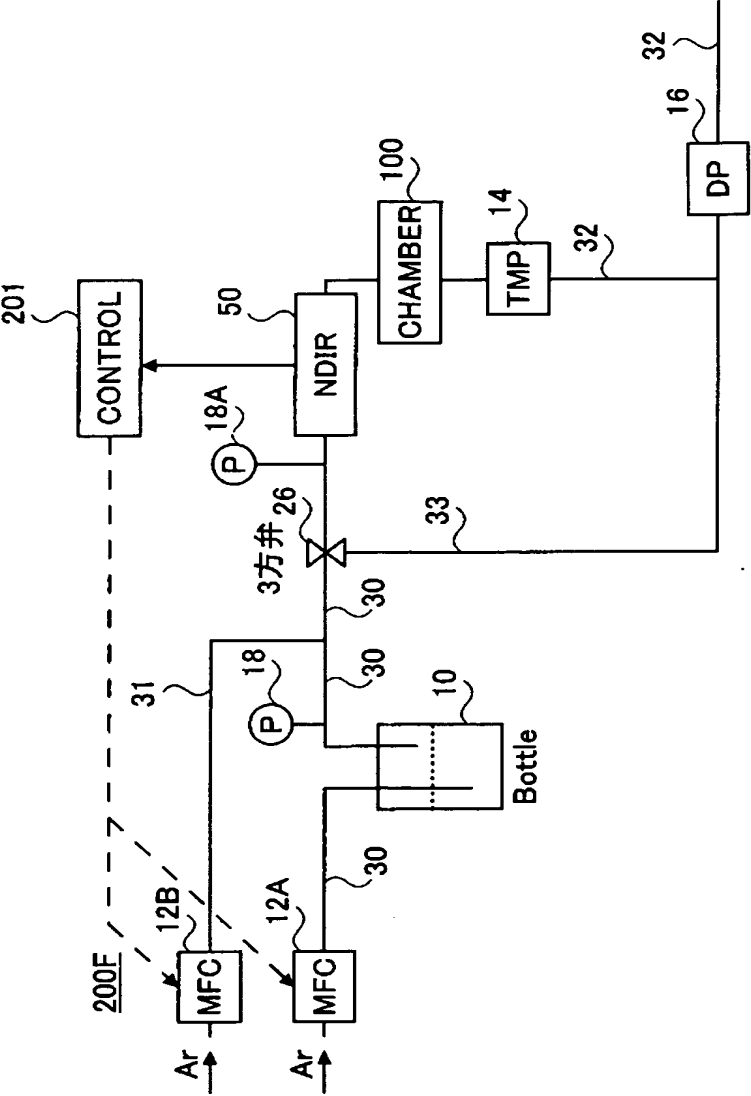 200F
Ar
MFC
12B
Ar
MFC
12A
31
30
Bottle
10
P
18
30
30
3方弁
26
33
P
18A
CONTROL
201
NDIR
50
CHAMBER
100
TMP
14
32
DP
16
32